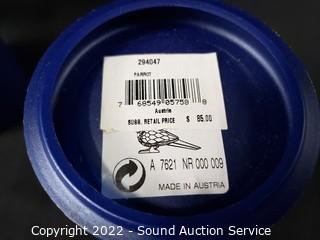 294047
PARROT
7 68549 05758 8
Austria
SUGG. RETAIL PRICE $ 85.00
A 7621 NR 000 009
MADE IN AUSTRIA
Copyright 2022 - Sound Auction Service